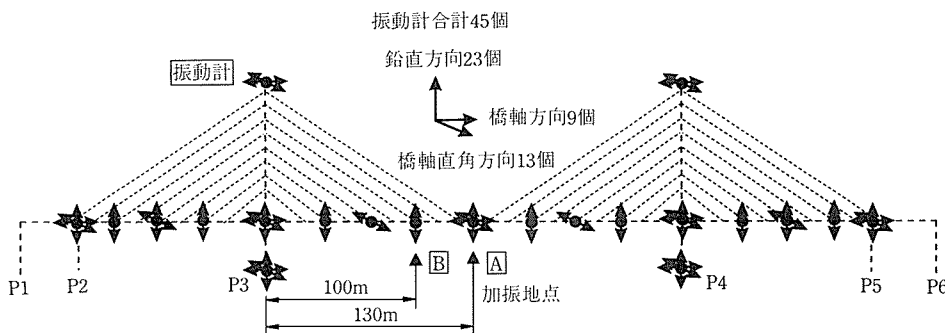 振動計合計45個
鉛直方向23個
振動計
橋軸方向9個
橋軸直角方向13個
B
A
P1
P2
P3
100m
加振地点
P4
P5
P6
130m